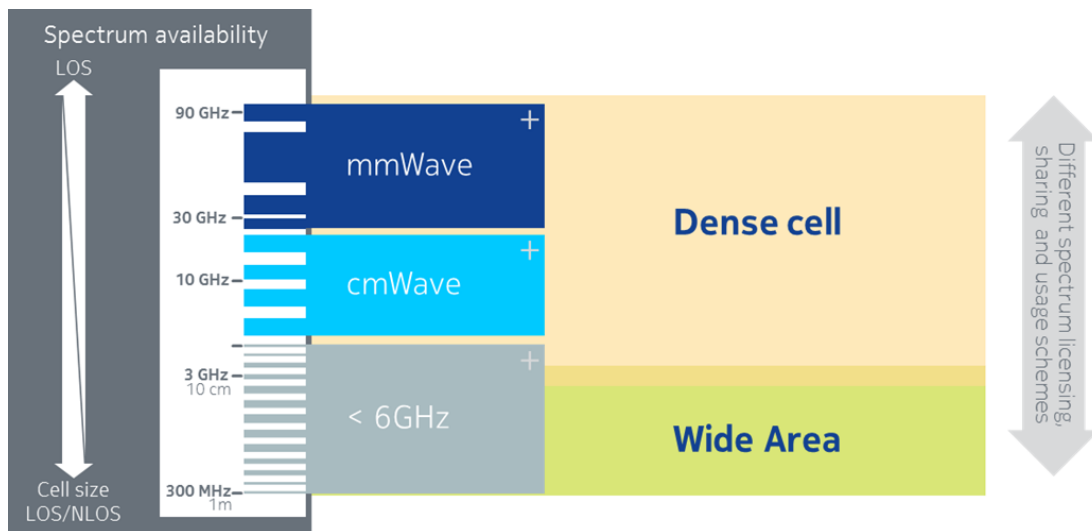 Spectrum availability
LOS
90 GHz
30 GHz
10 GHz
3 GHz
10 cm
300 MHz
1m
Cell size
LOS/NLOS
+
mmWave
+
cmWave
+
< 6GHz
Dense cell
Wide Area
Different spectrum licensing,
sharing and usage schemes